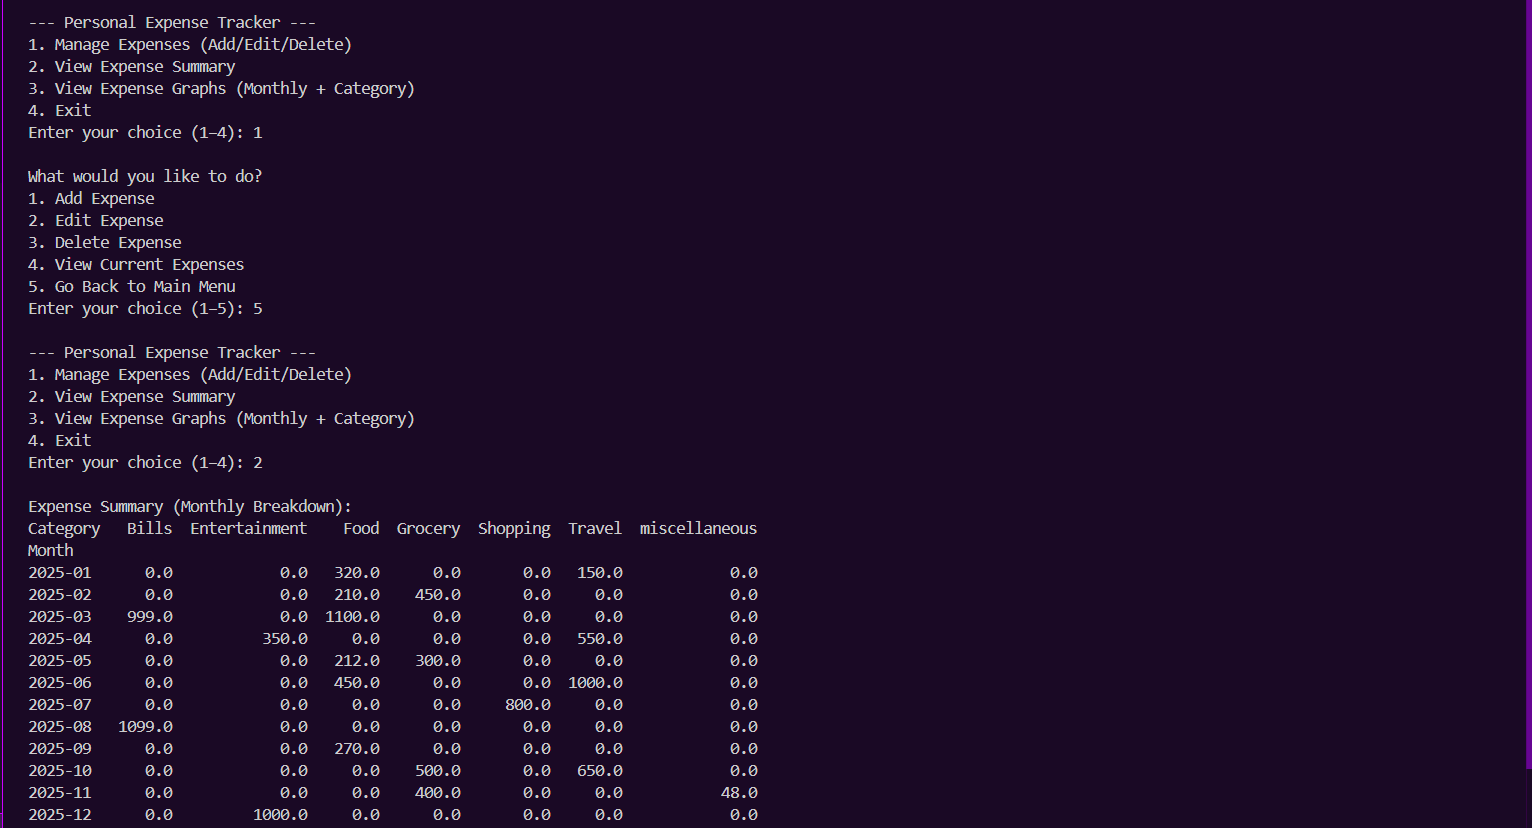 --- Personal Expense Tracker ---
1. Manage Expenses (Add/Edit/Delete)
2. View Expense Summary
3. View Expense Graphs (Monthly + Category)
4. Exit
Enter your choice (1–4): 1
What would you like to do?
1. Add Expense
2. Edit Expense
3. Delete Expense
4. View Current Expenses
5. Go Back to Main Menu
Enter your choice (1–5): 5
--- Personal Expense Tracker ---
1. Manage Expenses (Add/Edit/Delete)
2. View Expense Summary
3. View Expense Graphs (Monthly + Category)
4. Exit
Enter your choice (1–4): 2
Expense Summary (Monthly Breakdown):
Category   Bills  Entertainment    Food  Grocery  Shopping  Travel  miscellaneous
Month
2025-01      0.0            0.0   320.0      0.0       0.0   150.0            0.0
2025-02      0.0            0.0   210.0    450.0       0.0     0.0            0.0
2025-03    999.0            0.0  1100.0      0.0       0.0     0.0            0.0
2025-04      0.0          350.0     0.0      0.0       0.0   550.0            0.0
2025-05      0.0            0.0   212.0    300.0       0.0     0.0            0.0
2025-06      0.0            0.0   450.0      0.0       0.0  1000.0            0.0
2025-07      0.0            0.0     0.0      0.0     800.0     0.0            0.0
2025-08   1099.0            0.0     0.0      0.0       0.0     0.0            0.0
2025-09      0.0            0.0   270.0      0.0       0.0     0.0            0.0
2025-10      0.0            0.0     0.0    500.0       0.0   650.0            0.0
2025-11      0.0            0.0     0.0    400.0       0.0     0.0           48.0
2025-12      0.0         1000.0     0.0      0.0       0.0     0.0            0.0